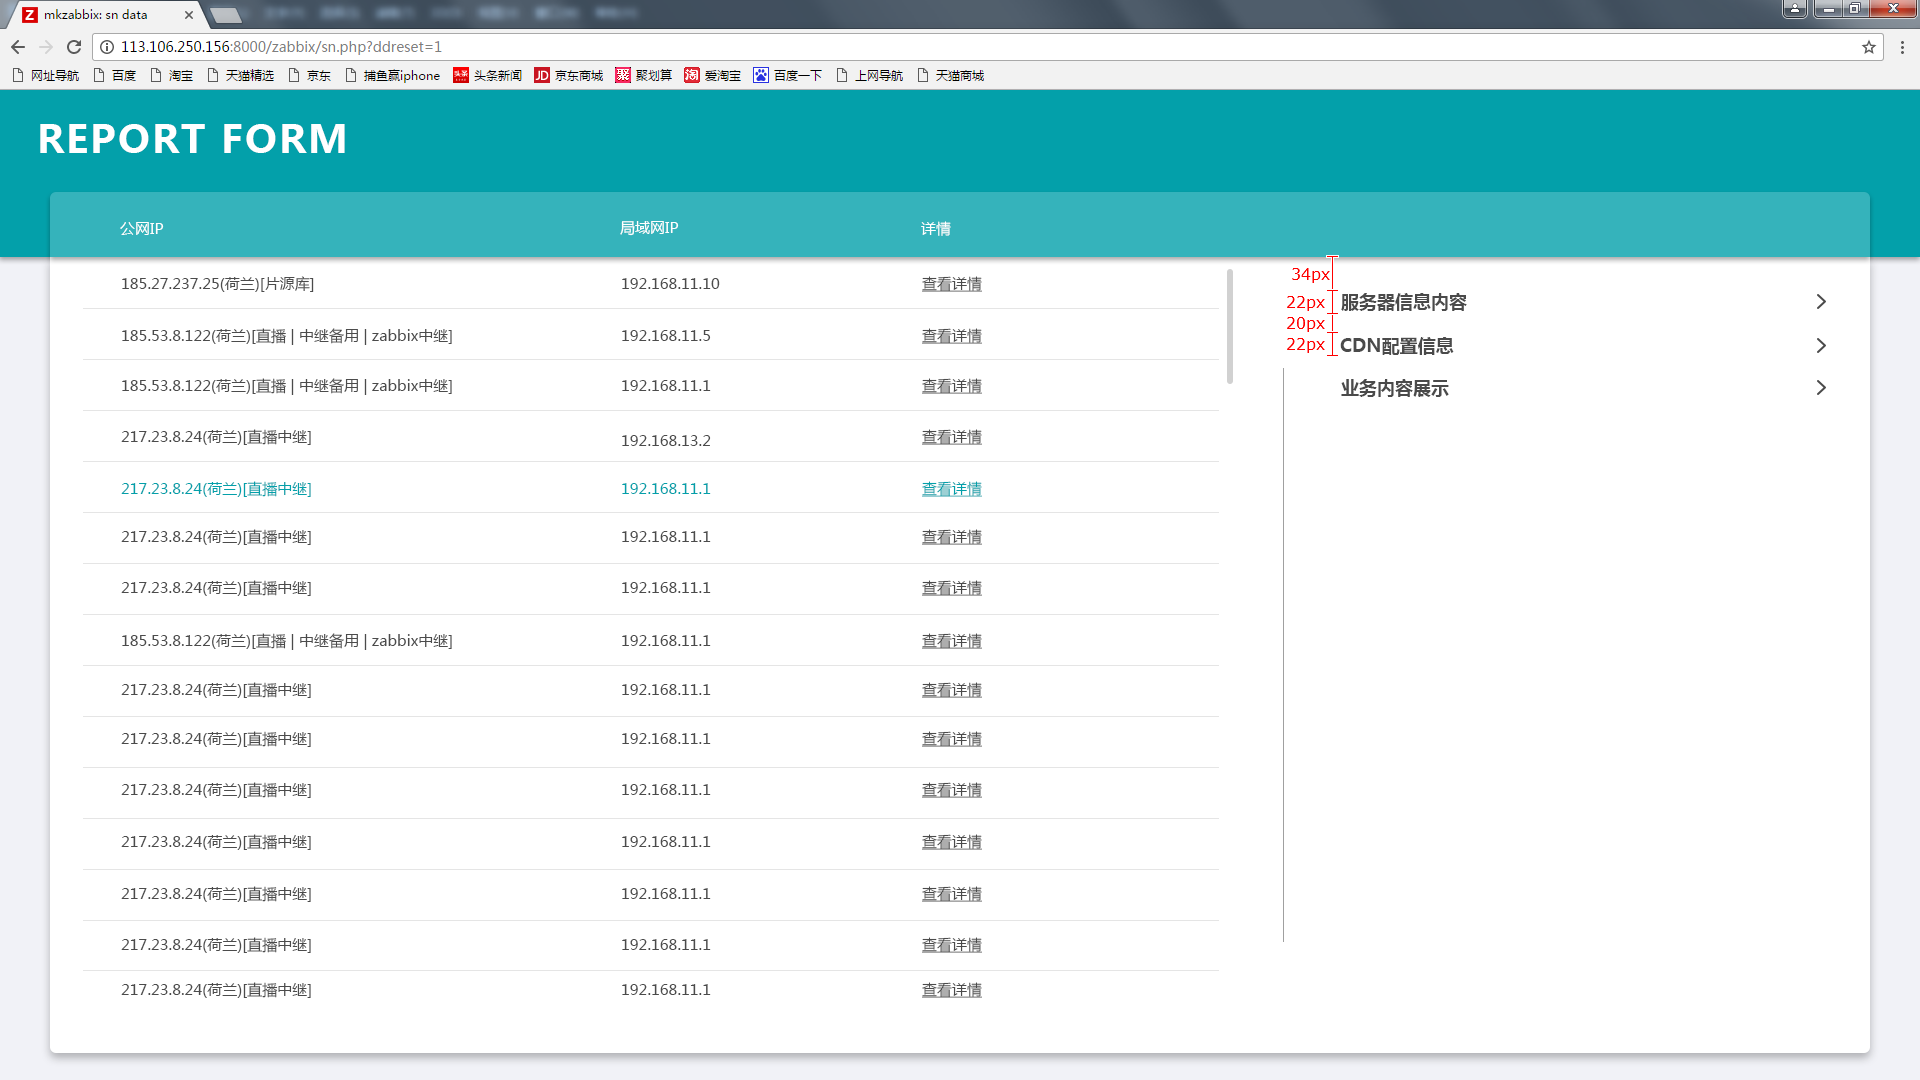 mkzabbix: sn data
113.106.250.156:8000/zabbix/sn.php?ddreset=1
网址导航 百度 淘宝 天猫精选 京东 捕鱼赢iphone 头条 头条新闻 JD 京东商城 聚 聚划算 淘 爱淘宝 百度一下 上网导航 天猫商城
REPORT FORM
公网IP 局域网IP 详情
185.27.237.25(荷兰)[片源库] 192.168.11.10 查看详情
185.53.8.122(荷兰)[直播 | 中继备用 | zabbix中继] 192.168.11.5 查看详情
185.53.8.122(荷兰)[直播 | 中继备用 | zabbix中继] 192.168.11.1 查看详情
217.23.8.24(荷兰)[直播中继] 192.168.13.2 查看详情
217.23.8.24(荷兰)[直播中继] 192.168.11.1 查看详情
217.23.8.24(荷兰)[直播中继] 192.168.11.1 查看详情
217.23.8.24(荷兰)[直播中继] 192.168.11.1 查看详情
185.53.8.122(荷兰)[直播 | 中继备用 | zabbix中继] 192.168.11.1 查看详情
217.23.8.24(荷兰)[直播中继] 192.168.11.1 查看详情
217.23.8.24(荷兰)[直播中继] 192.168.11.1 查看详情
217.23.8.24(荷兰)[直播中继] 192.168.11.1 查看详情
217.23.8.24(荷兰)[直播中继] 192.168.11.1 查看详情
217.23.8.24(荷兰)[直播中继] 192.168.11.1 查看详情
217.23.8.24(荷兰)[直播中继] 192.168.11.1 查看详情
217.23.8.24(荷兰)[直播中继] 192.168.11.1 查看详情
34px
22px 服务器信息内容
20px
22px CDN配置信息
业务内容展示